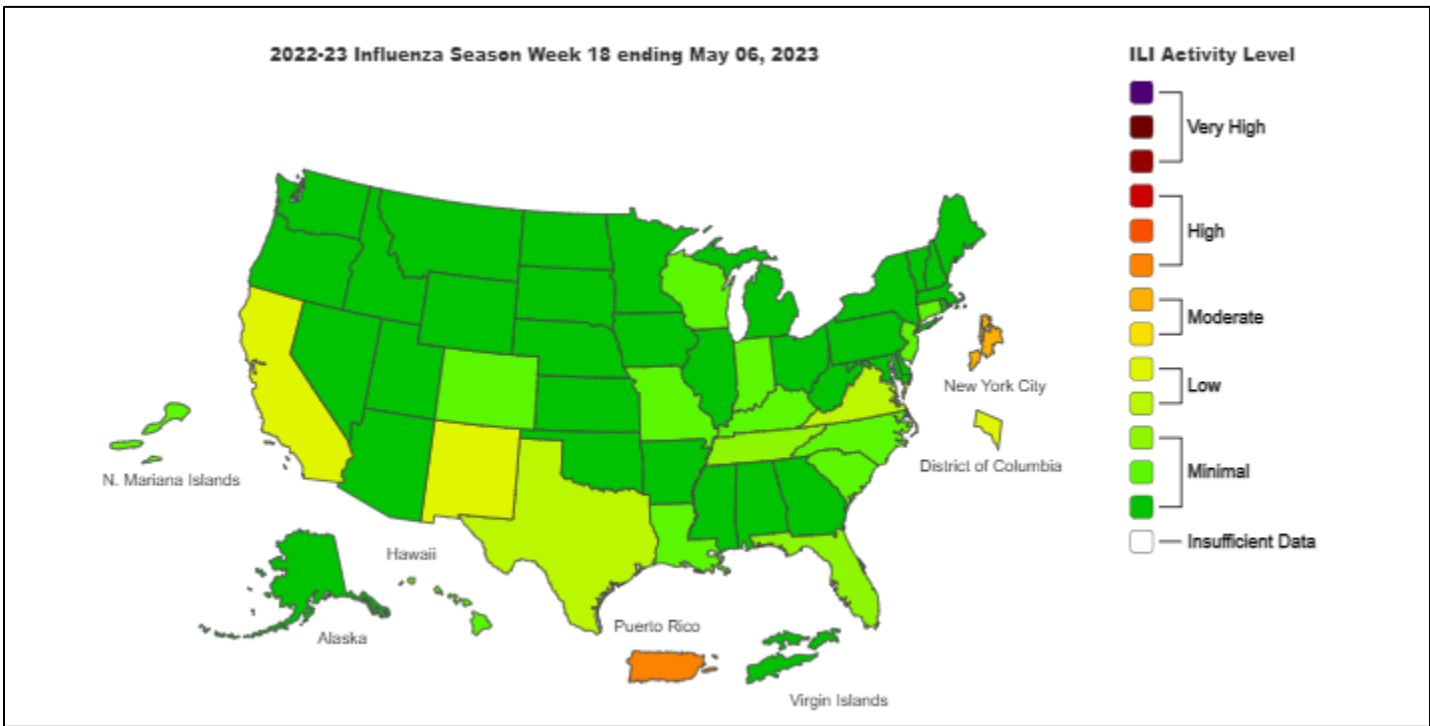 2022-23 Influenza Season Week 18 ending May 06, 2023
ILI Activity Level
Very High
High
Moderate
Low
Minimal
Insufficient Data
New York City
District of Columbia
N. Mariana Islands
Hawaii
Alaska
Puerto Rico
Virgin Islands